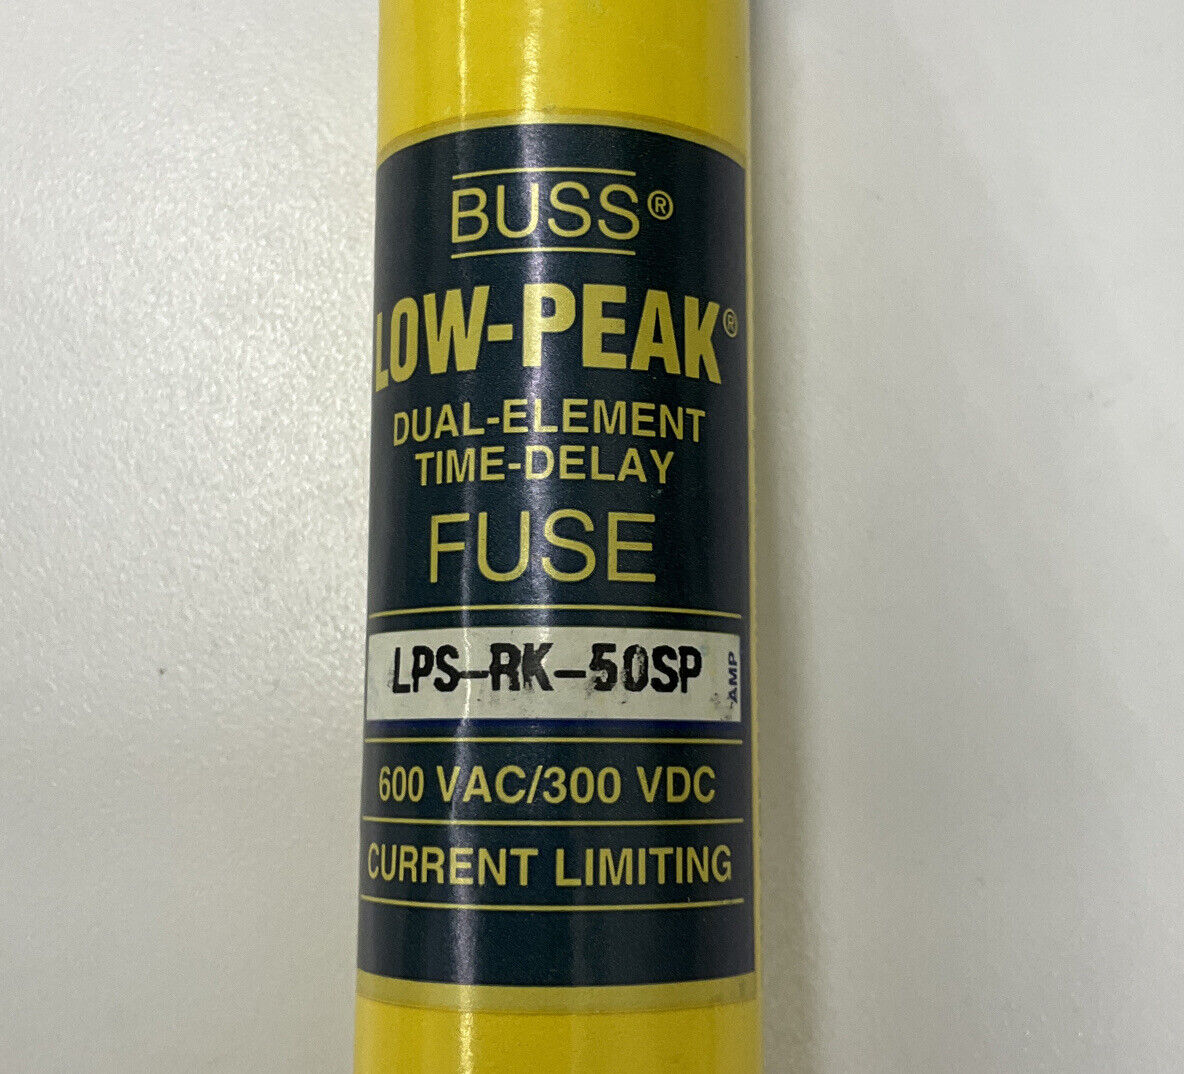 BUSS®
LOW-PEAK®
DUAL-ELEMENT
TIME-DELAY
FUSE
LPS-RK-50SP
AMP
600 VAC/300 VDC
CURRENT LIMITING